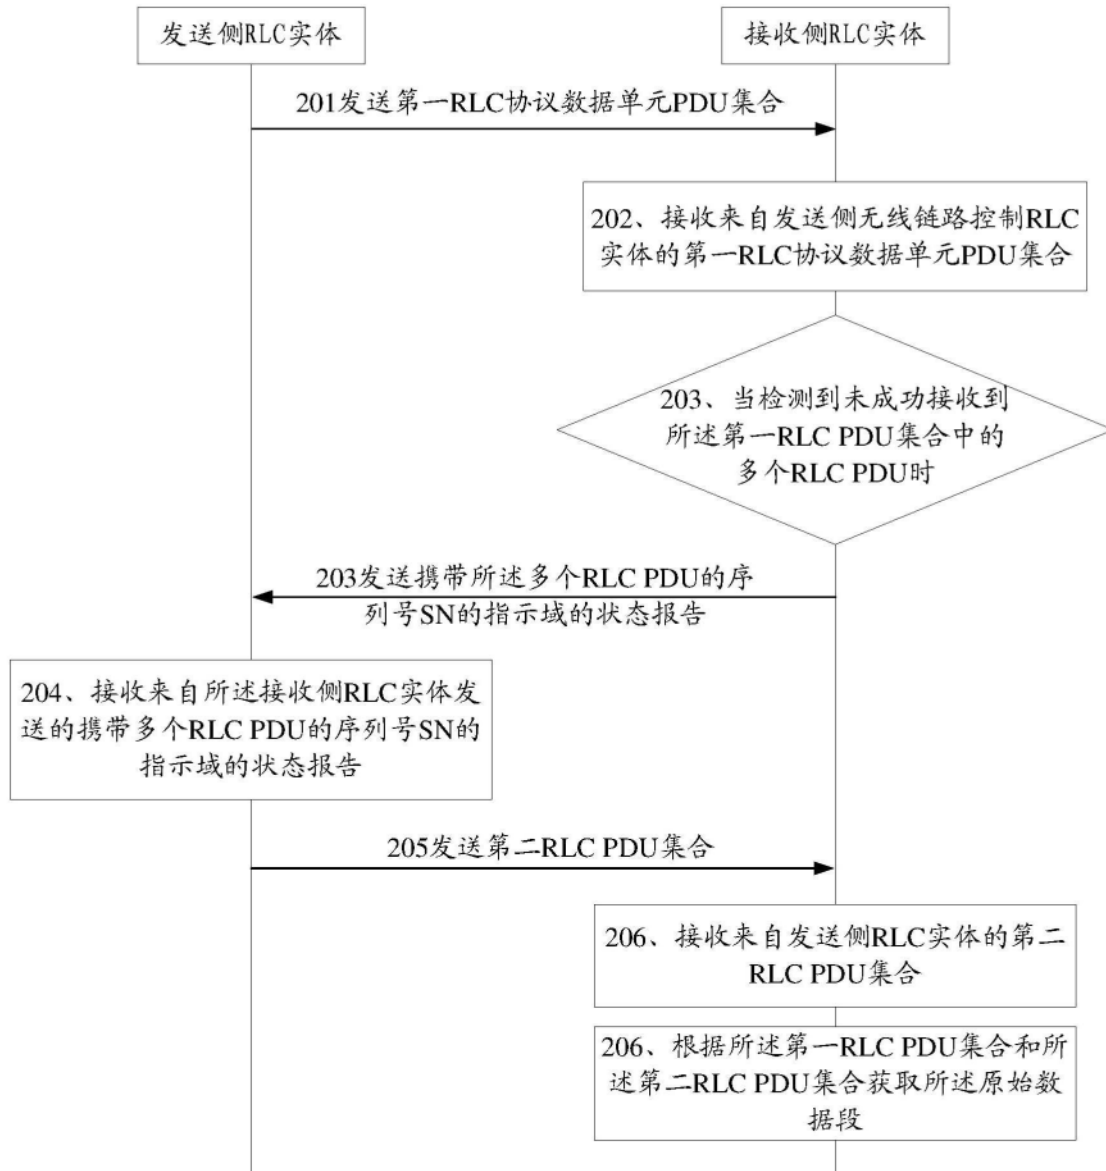 发送侧RLC实体
接收侧RLC实体
201发送第一RLC协议数据单元PDU集合
202、接收来自发送侧无线链路控制RLC
实体的第一RLC协议数据单元PDU集合
203、当检测到未成功接收到
所述第一RLC PDU集合中的
多个RLC PDU时
203发送携带所述多个RLC PDU的序
列号SN的指示域的状态报告
204、接收来自所述接收侧RLC实体发
送的携带多个RLC PDU的序列号SN的
指示域的状态报告
205发送第二RLC PDU集合
206、接收来自发送侧RLC实体的第二
RLC PDU集合
206、根据所述第一RLC PDU集合和所
述第二RLC PDU集合获取所述原始数
据段